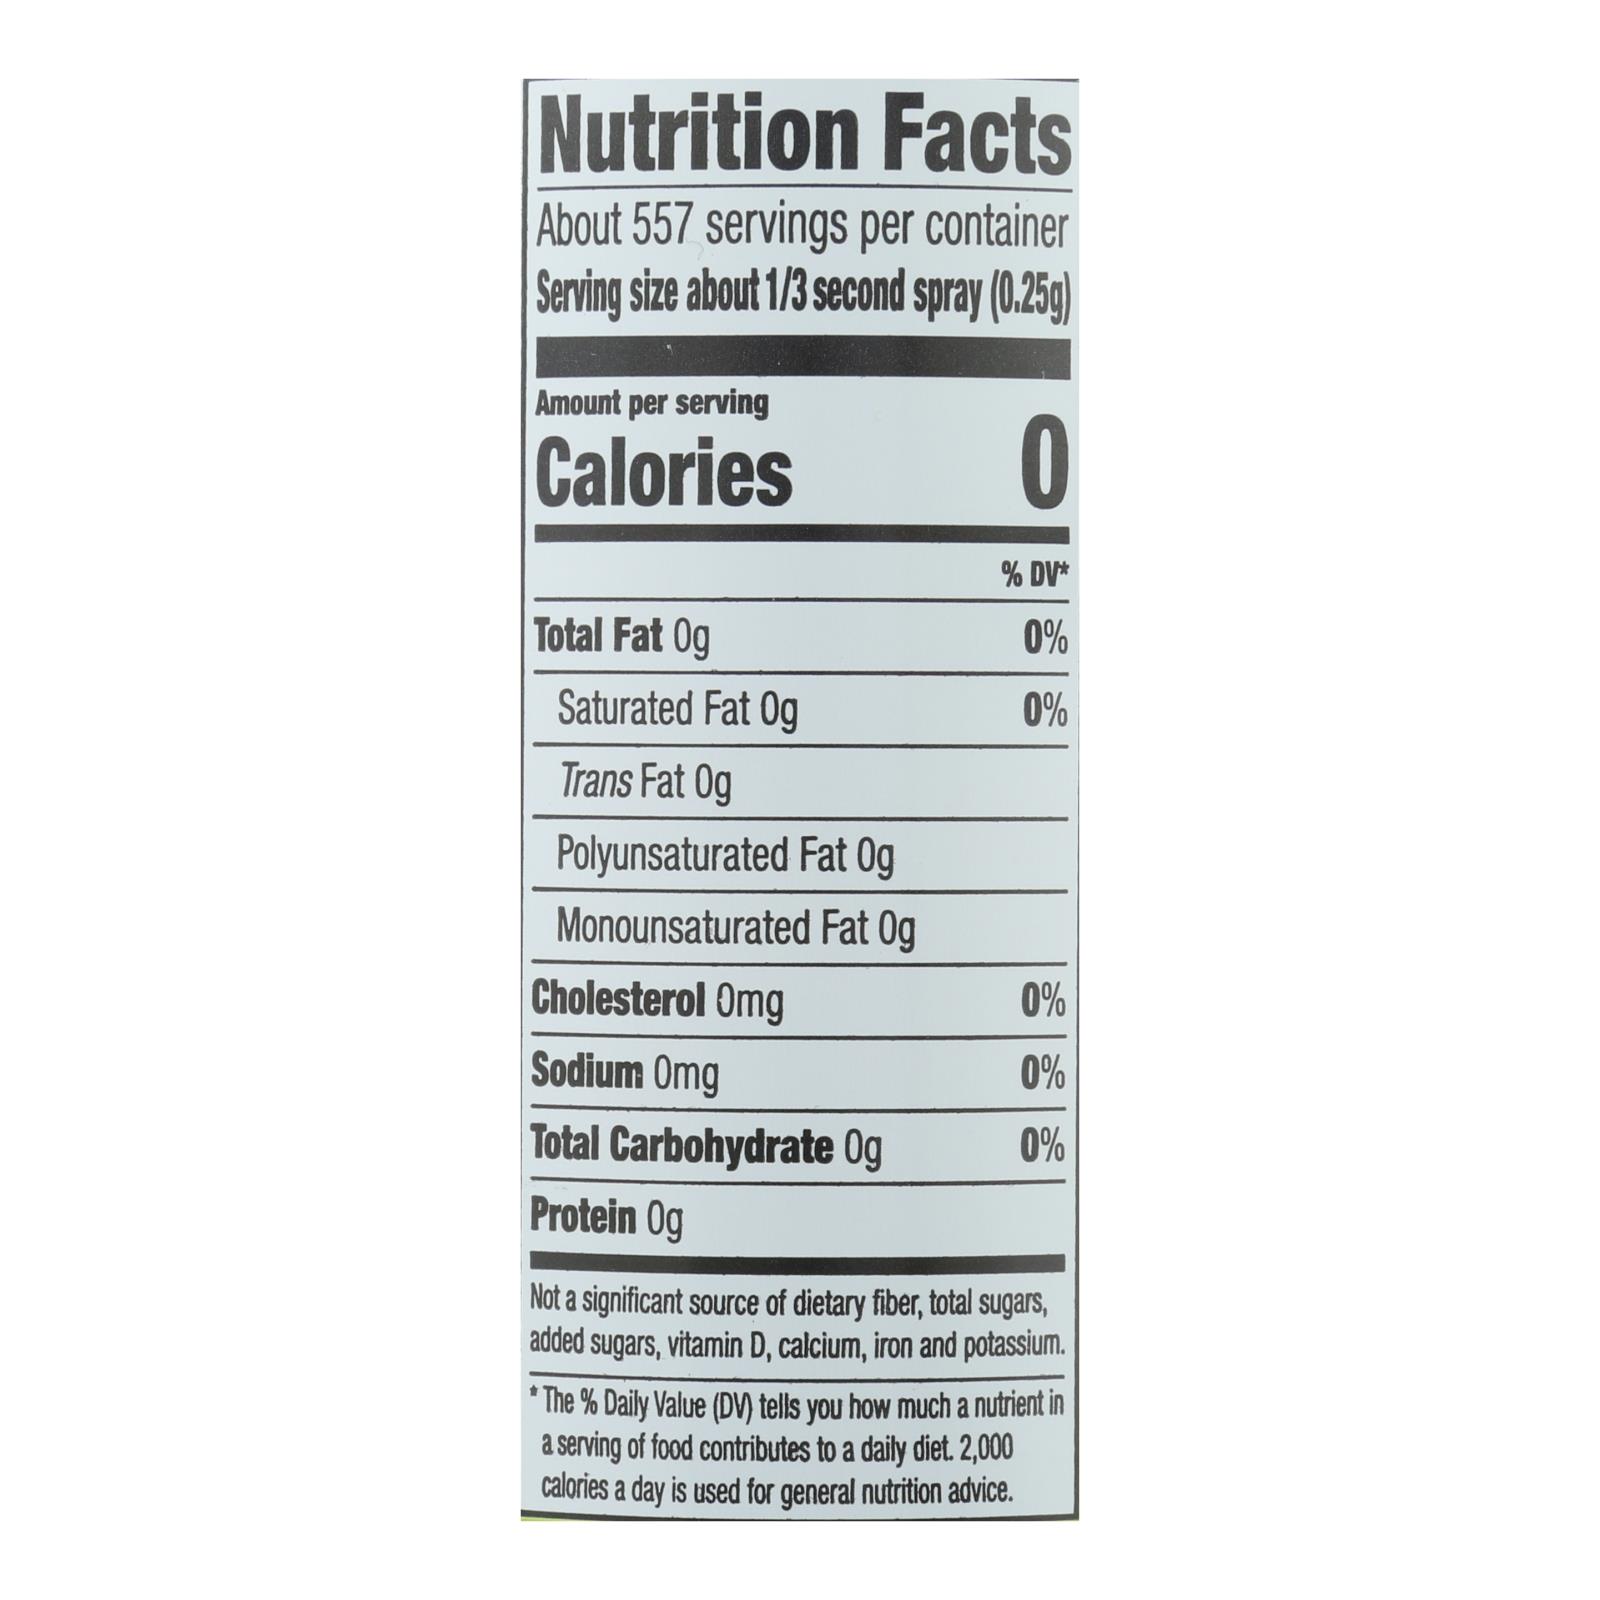 Nutrition Facts
About 557 servings per container
Serving size about 1/3 second spray (0.25g)
Amount per serving
Calories 0
% DV*
Total Fat 0g 0%
Saturated Fat 0g 0%
Trans Fat 0g
Polyunsaturated Fat 0g
Monounsaturated Fat 0g
Cholesterol 0mg 0%
Sodium 0mg 0%
Total Carbohydrate 0g 0%
Protein 0g
Not a significant source of dietary fiber, total sugars,
added sugars, vitamin D, calcium, iron and potassium.
* The % Daily Value (DV) tells you how much a nutrient in
a serving of food contributes to a daily diet. 2,000
calories a day is used for general nutrition advice.